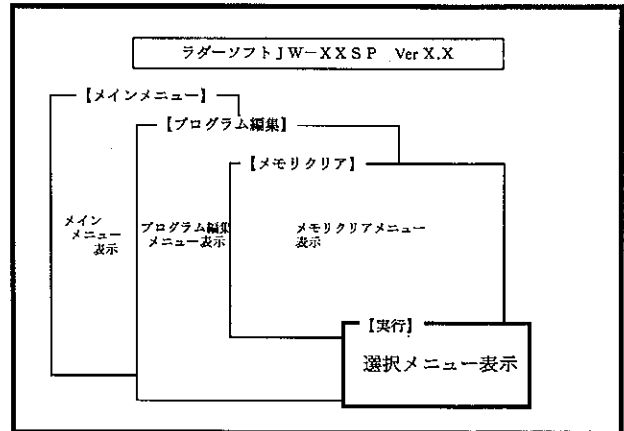 ラダーソフトJW-XXSP Ver X.X
【メインメニュー】
【プログラム編集】
【メモリクリア】
メイン
メニュー
表示
プログラム編集
メニュー表示
メモリクリアメニュー
表示
【実行】
選択メニュー表示